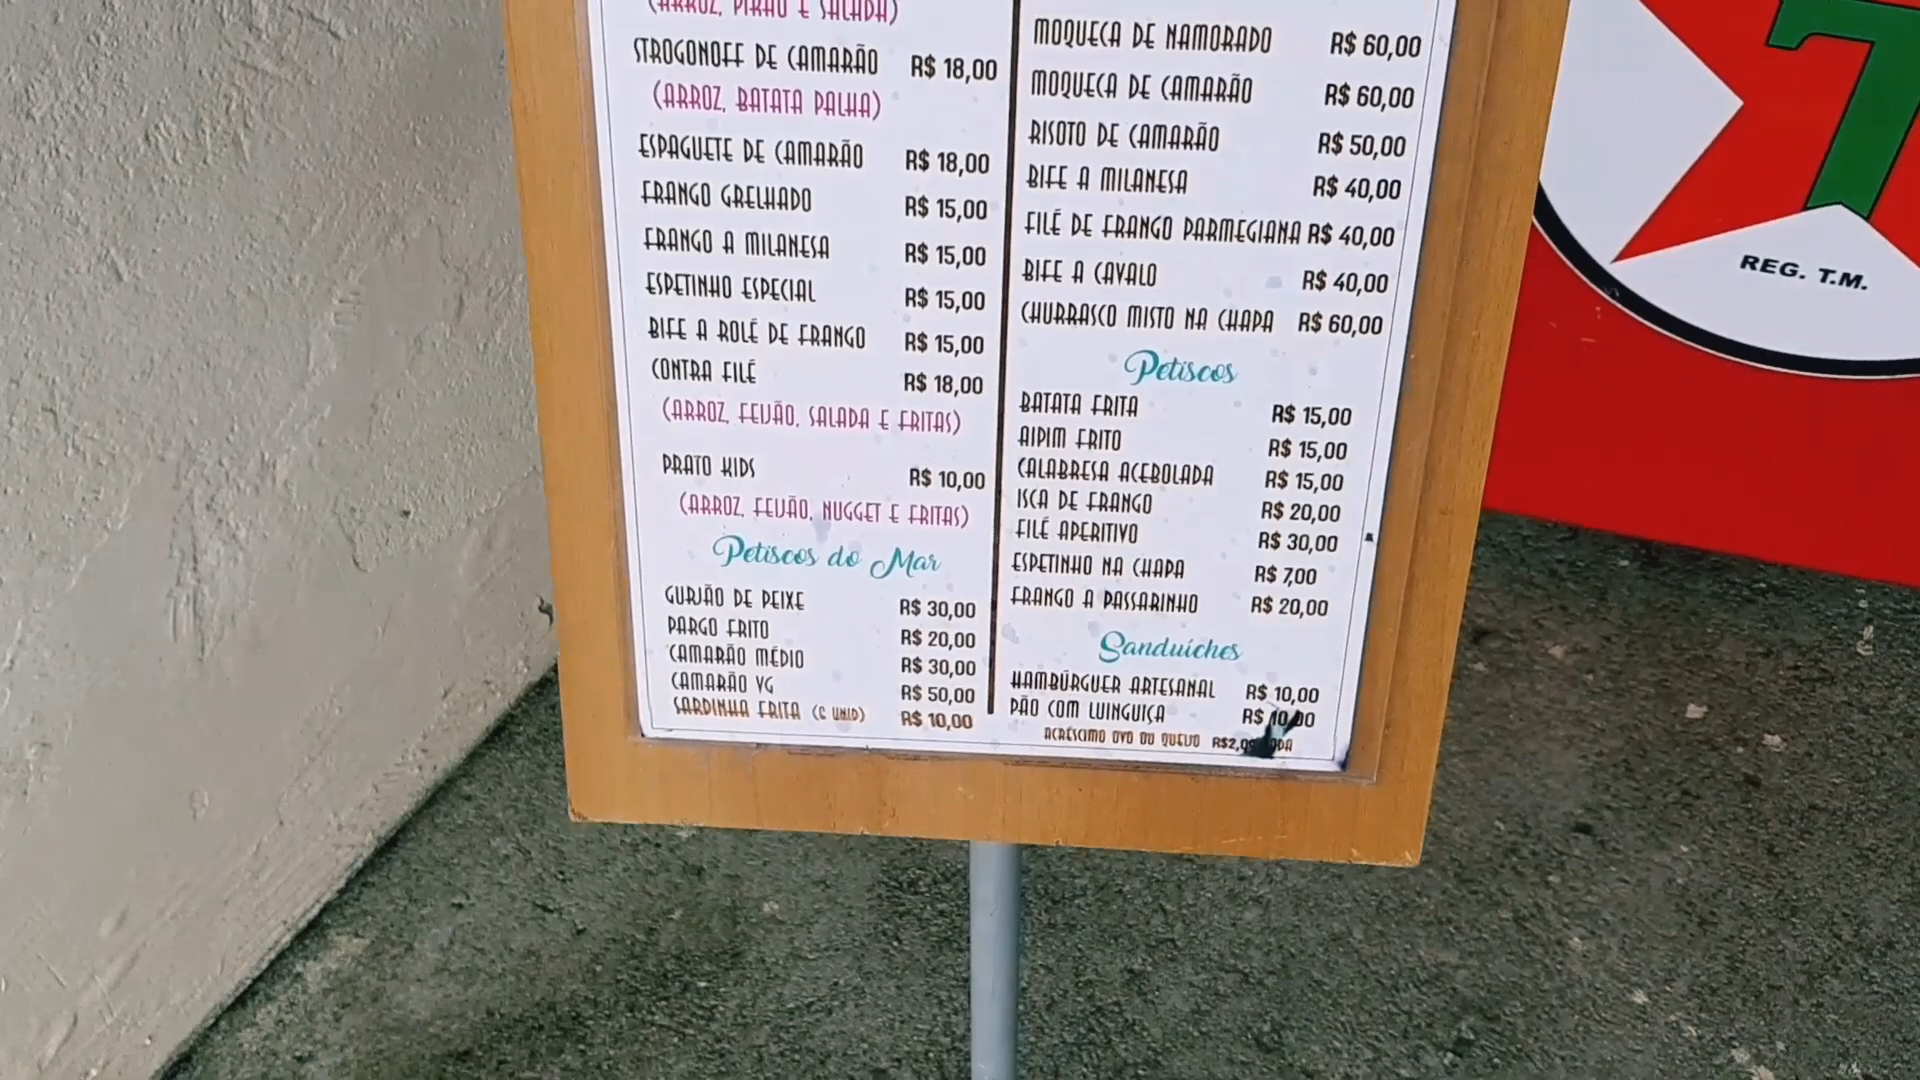 (ARROZ, PIRÃO E SALADA)
STROGONOFF DE CAMARÃO R$ 18,00
(ARROZ, BATATA PALHA)
ESPAGUETE DE CAMARÃO R$ 18,00
FRANGO GRELHADO R$ 15,00
FRANGO A MILANESA R$ 15,00
ESPETINHO ESPECIAL R$ 15,00
BIFE A ROLÉ DE FRANGO R$ 15,00
CONTRA FILÉ R$ 18,00
(ARROZ, FEIJÃO, SALADA E FRITAS)
PRATO KIDS R$ 10,00
(ARROZ, FEIJÃO, NUGGET E FRITAS)
Petiscos do Mar
GURJÃO DE PEIXE R$ 30,00
PARGO FRITO R$ 20,00
CAMARÃO MÉDIO R$ 30,00
CAMARÃO VG R$ 50,00
SARDINHA FRITA (6 UNID) R$ 10,00
MOQUECA DE NAMORADO R$ 60,00
MOQUECA DE CAMARÃO R$ 60,00
RISOTO DE CAMARÃO R$ 50,00
BIFE A MILANESA R$ 40,00
FILÉ DE FRANGO PARMEGIANA R$ 40,00
BIFE A CAVALO R$ 40,00
CHURRASCO MISTO NA CHAPA R$ 60,00
Petiscos
BATATA FRITA R$ 15,00
AIPIM FRITO R$ 15,00
CALABRESA ACEBOLADA R$ 15,00
ISCA DE FRANGO R$ 20,00
FILÉ APERITIVO R$ 30,00
ESPETINHO NA CHAPA R$ 7,00
FRANGO A PASSARINHO R$ 20,00
Sanduíches
HAMBÚRGUER ARTESANAL R$ 10,00
PÃO COM LUINGUIÇA R$ 10,00
ACRÉSCIMO OVO OU QUEIJO
T
REG. T.M.